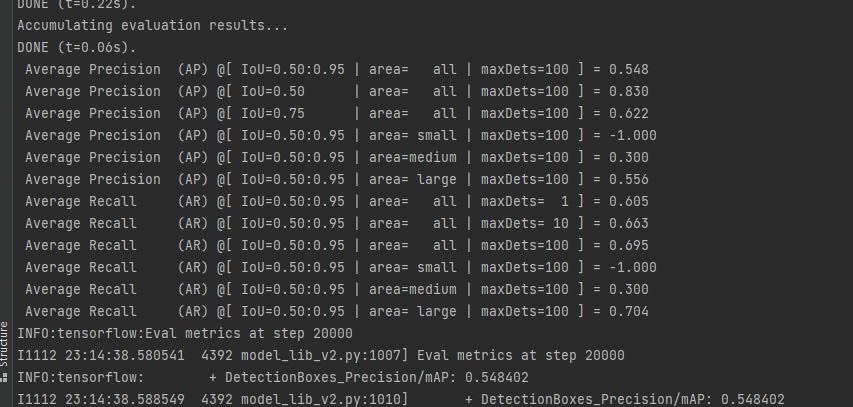 DONE (t=0.22s).
Accumulating evaluation results...
DONE (t=0.06s).
 Average Precision  (AP) @[ IoU=0.50:0.95 | area=   all | maxDets=100 ] = 0.548
 Average Precision  (AP) @[ IoU=0.50      | area=   all | maxDets=100 ] = 0.830
 Average Precision  (AP) @[ IoU=0.75      | area=   all | maxDets=100 ] = 0.622
 Average Precision  (AP) @[ IoU=0.50:0.95 | area= small | maxDets=100 ] = -1.000
 Average Precision  (AP) @[ IoU=0.50:0.95 | area=medium | maxDets=100 ] = 0.300
 Average Precision  (AP) @[ IoU=0.50:0.95 | area= large | maxDets=100 ] = 0.556
 Average Recall     (AR) @[ IoU=0.50:0.95 | area=   all | maxDets=  1 ] = 0.605
 Average Recall     (AR) @[ IoU=0.50:0.95 | area=   all | maxDets= 10 ] = 0.663
 Average Recall     (AR) @[ IoU=0.50:0.95 | area=   all | maxDets=100 ] = 0.695
 Average Recall     (AR) @[ IoU=0.50:0.95 | area= small | maxDets=100 ] = -1.000
 Average Recall     (AR) @[ IoU=0.50:0.95 | area=medium | maxDets=100 ] = 0.300
 Average Recall     (AR) @[ IoU=0.50:0.95 | area= large | maxDets=100 ] = 0.704
INFO:tensorflow:Eval metrics at step 20000
I1112 23:14:38.580541  4392 model_lib_v2.py:1007] Eval metrics at step 20000
INFO:tensorflow:        + DetectionBoxes_Precision/mAP: 0.548402
I1112 23:14:38.588549  4392 model_lib_v2.py:1010]       + DetectionBoxes_Precision/mAP: 0.548402
Structure